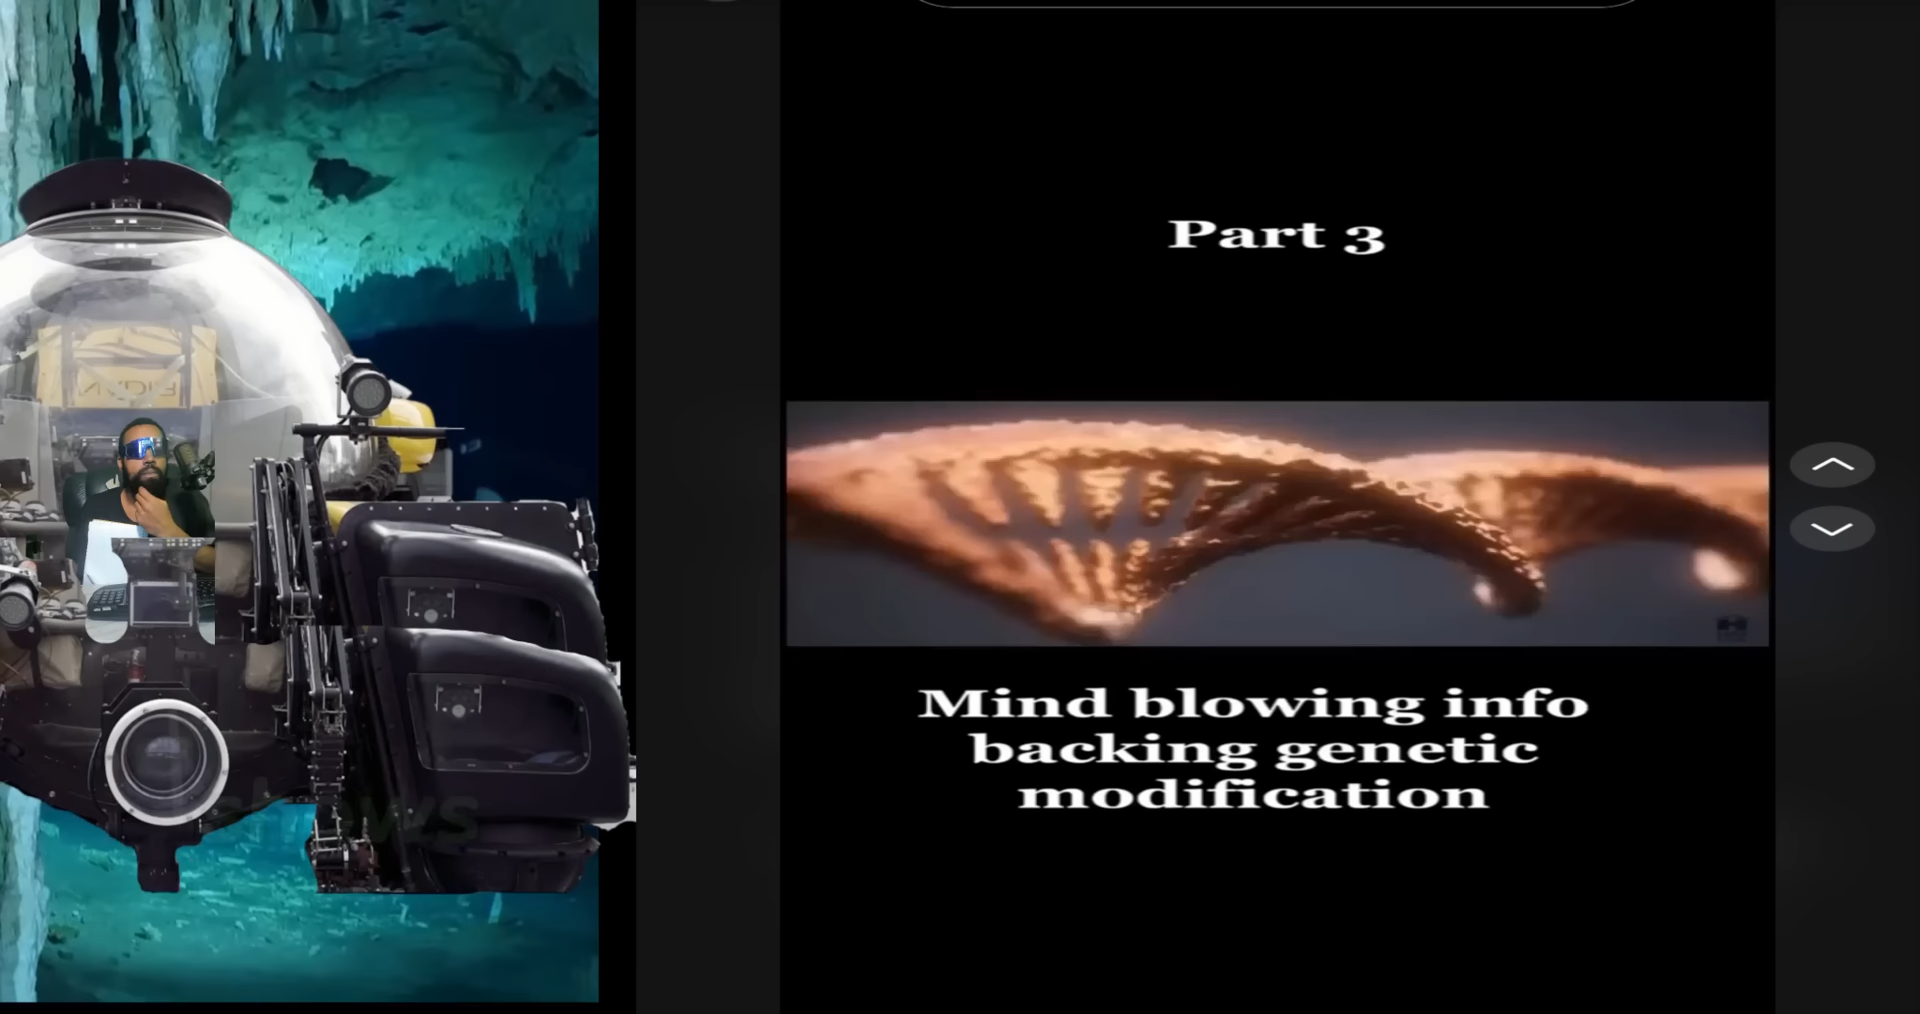 Part 3
Mind blowing info
backing genetic
modification